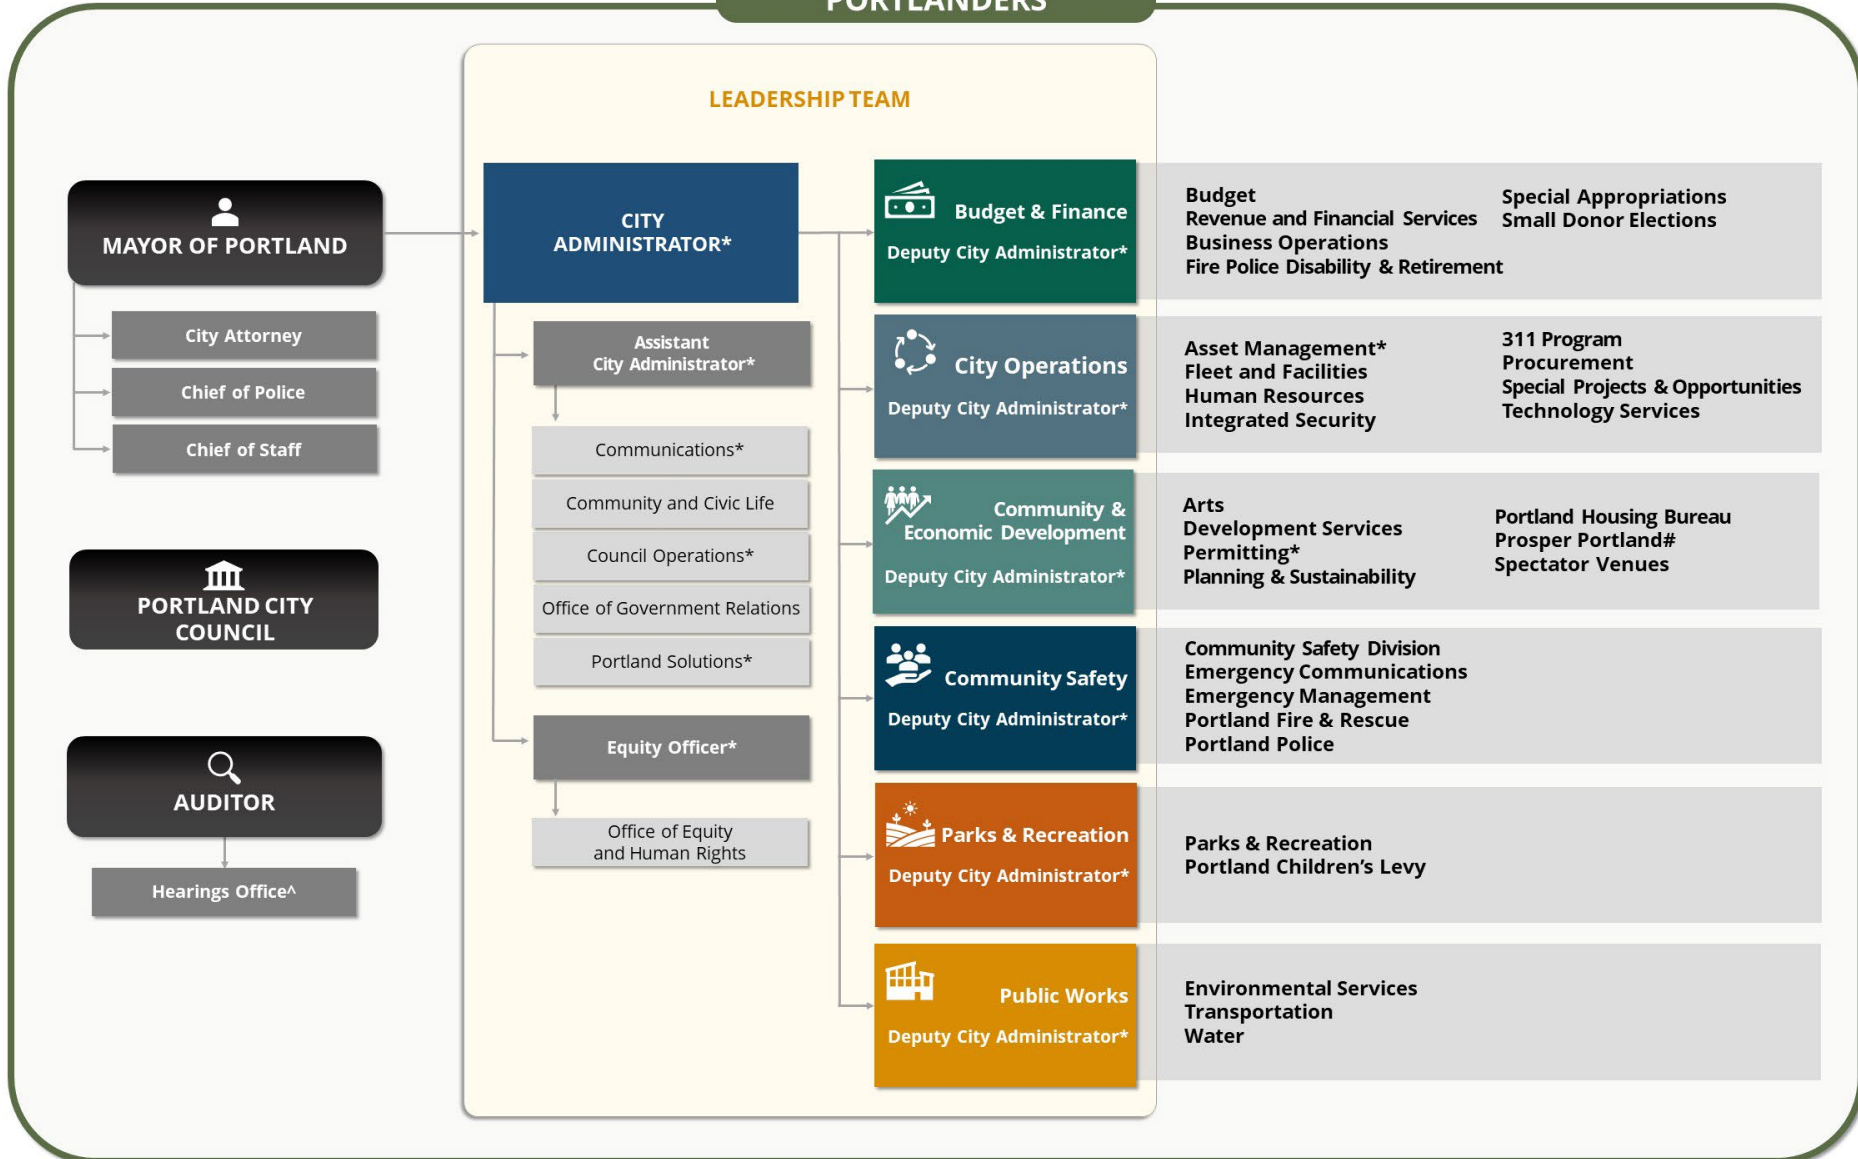 PORTLANDERS
LEADERSHIP TEAM
MAYOR OF PORTLAND
City Attorney
Chief of Police
Chief of Staff
PORTLAND CITY
COUNCIL
AUDITOR
Hearings Office^
CITY
ADMINISTRATOR*
Assistant
City Administrator*
Communications*
Community and Civic Life
Council Operations*
Office of Government Relations
Portland Solutions*
Equity Officer*
Office of Equity
and Human Rights
Budget & Finance
Deputy City Administrator*
Budget
Revenue and Financial Services
Business Operations
Fire Police Disability & Retirement
Special Appropriations
Small Donor Elections
City Operations
Deputy City Administrator*
Asset Management*
Fleet and Facilities
Human Resources
Integrated Security
311 Program
Procurement
Special Projects & Opportunities
Technology Services
Community &
Economic Development
Deputy City Administrator*
Arts
Development Services
Permitting*
Planning & Sustainability
Portland Housing Bureau
Prosper Portland#
Spectator Venues
Community Safety
Deputy City Administrator*
Community Safety Division
Emergency Communications
Emergency Management
Portland Fire & Rescue
Portland Police
Parks & Recreation
Deputy City Administrator*
Parks & Recreation
Portland Children’s Levy
Public Works
Deputy City Administrator*
Environmental Services
Transportation
Water